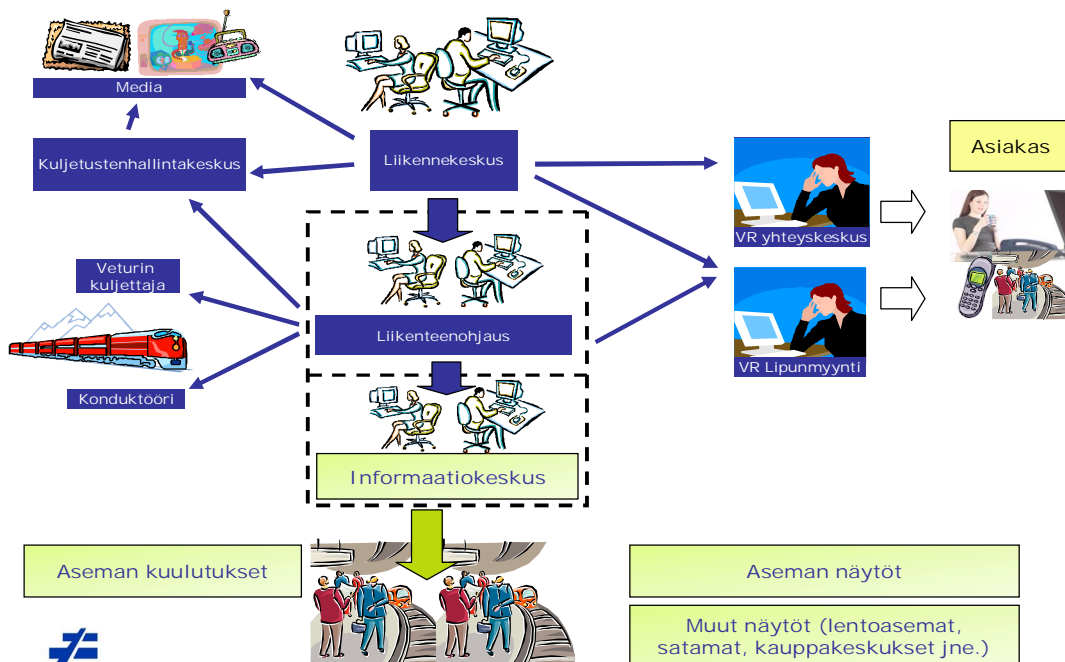 Media
Kuljetustenhallintakeskus
Liikennekeskus
Asiakas
VR yhteyskeskus
Veturin
kuljettaja
Liikenteenohjaus
VR Lipunmyynti
Konduktööri
Informaatiokeskus
Aseman kuulutukset
Aseman näytöt
Muut näytöt (lentoasemat,
satamat, kauppakeskukset jne.)